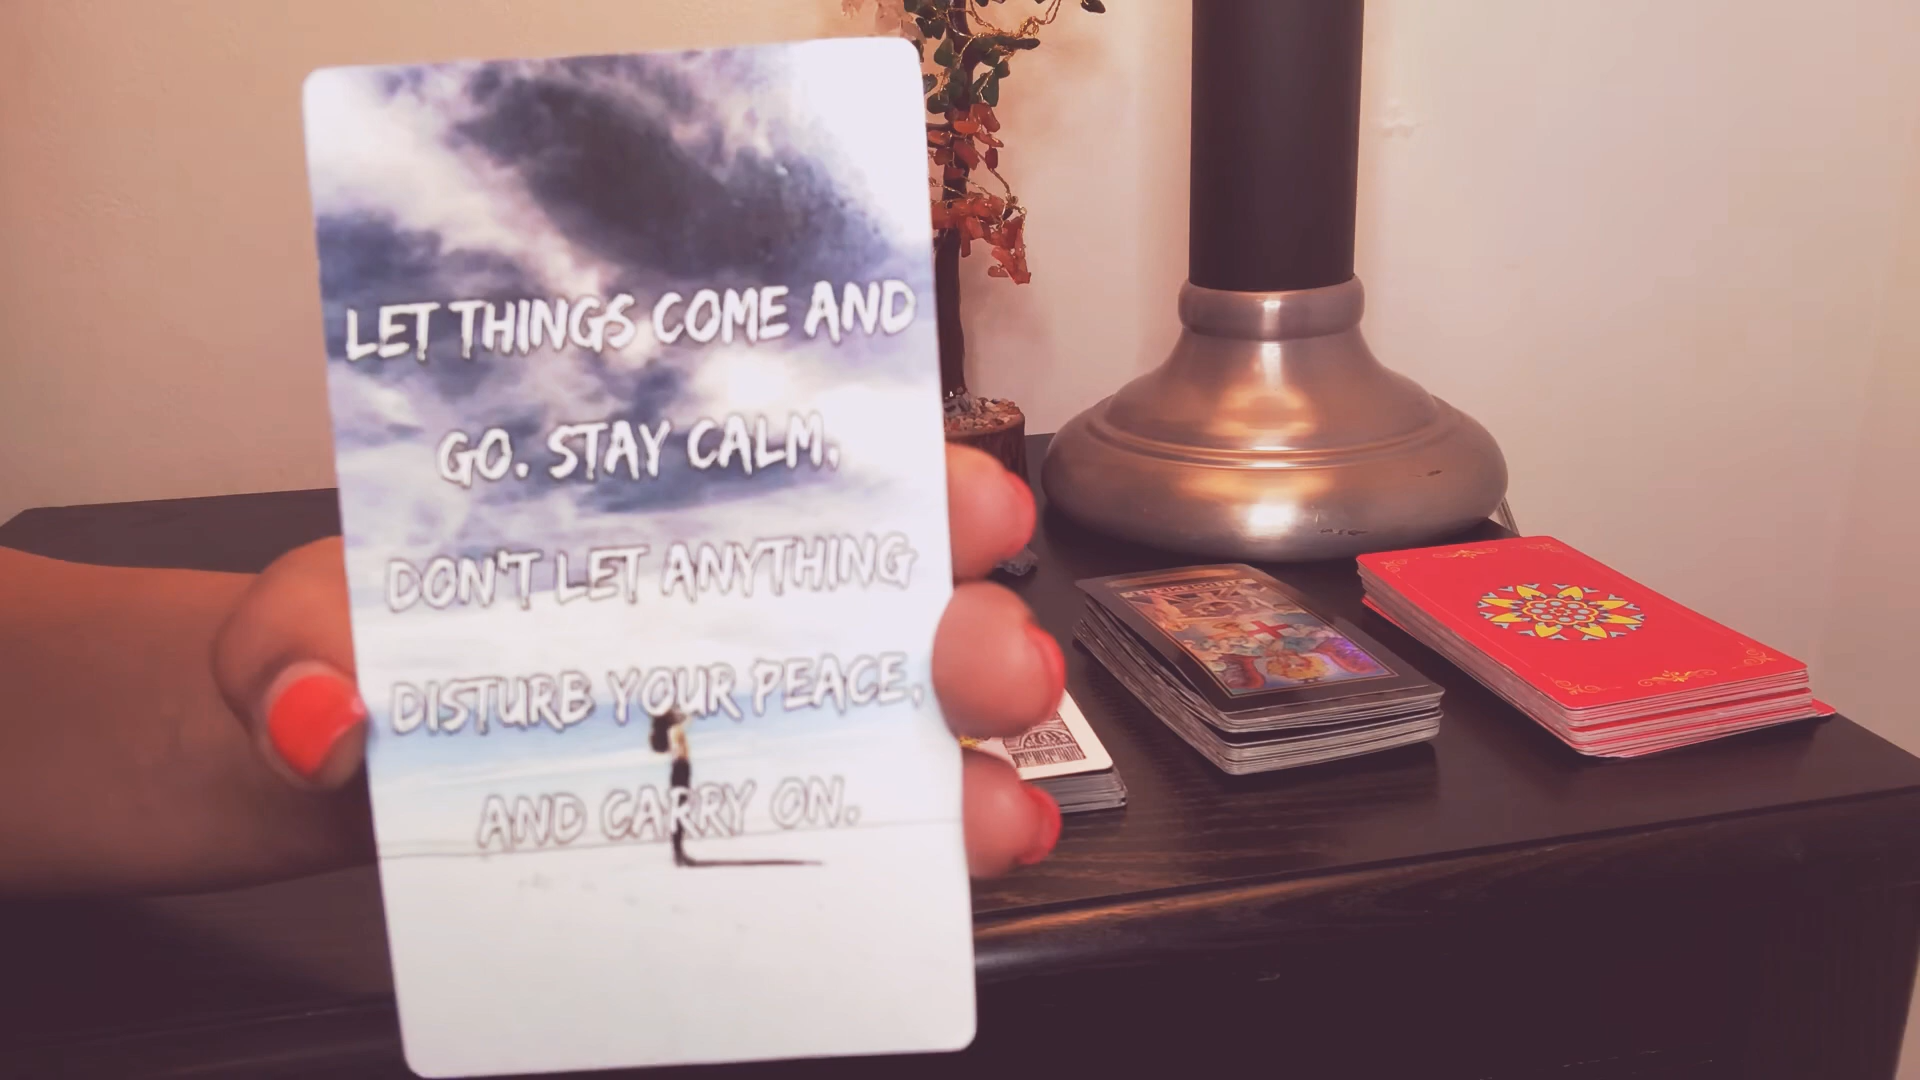 LET THINGS COME AND
GO. STAY CALM,
DON'T LET ANYTHING
DISTURB YOUR PEACE,
AND CARRY ON.